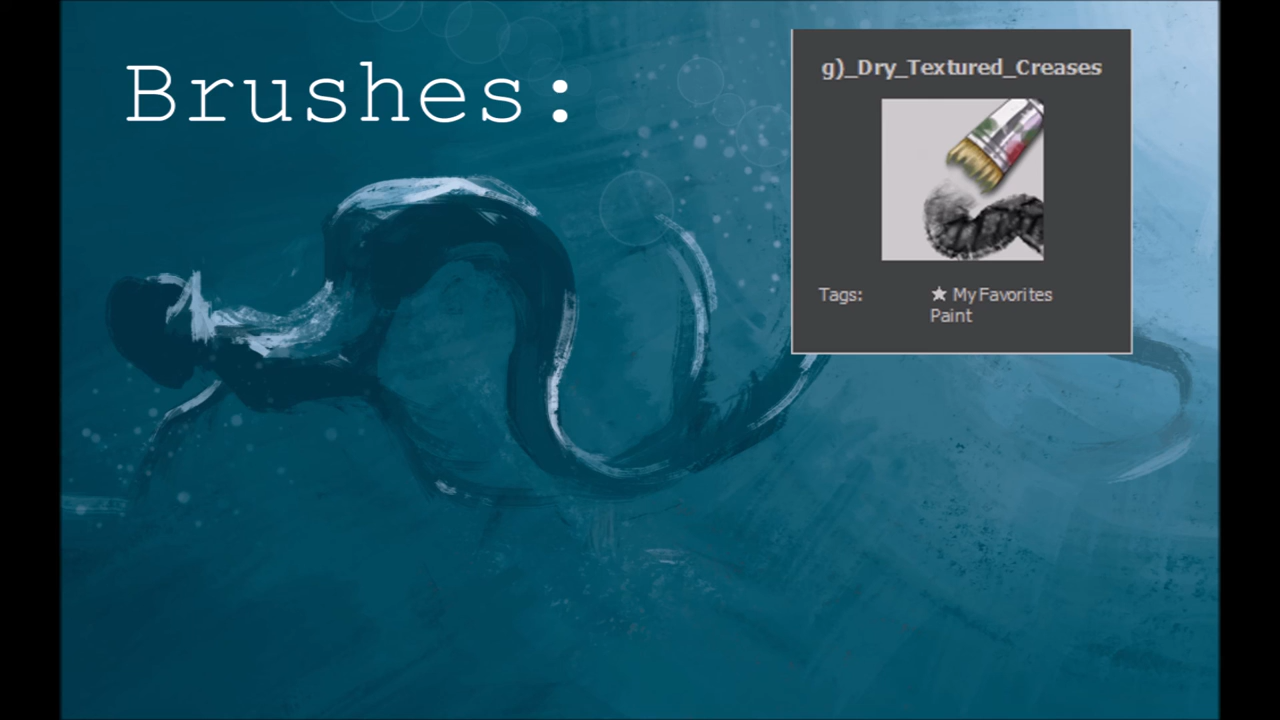 Brushes:
g)_Dry_Textured_Creases
Tags:
★ My Favorites
Paint